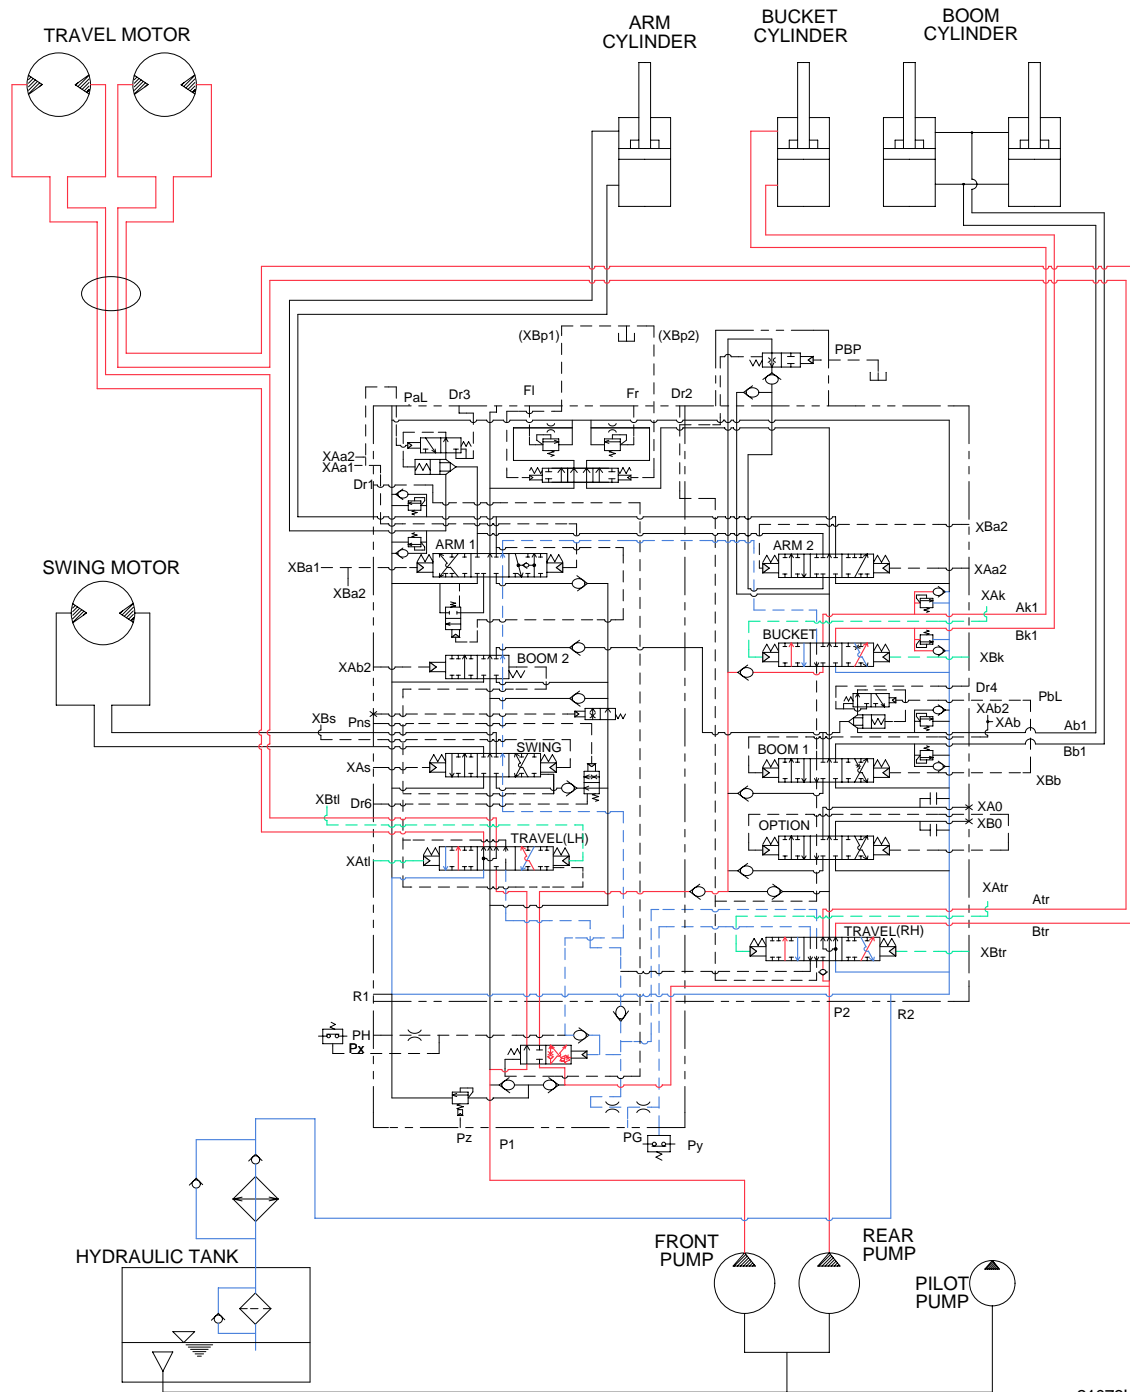 TRAVEL MOTOR
ARM
CYLINDER
BUCKET
CYLINDER
BOOM
CYLINDER
(XBp1)
(XBp2)
PBP
PaL
Dr3
Fl
Fr
Dr2
XAa2
XAa1
Dr1
XBa2
ARM 1
ARM 2
SWING MOTOR
XBa1
XBa2
XAa2
XAk
Ak1
BUCKET
Bk1
XBk
XAb2
BOOM 2
Dr4
PbL
XAb2
XAb
XBs
Pns
Ab1
SWING
BOOM 1
Bb1
XAs
XBb
XBtl
Dr6
XA0
OPTION
XB0
TRAVEL(LH)
XAtl
XAtr
Atr
TRAVEL(RH)
Btr
XBtr
R1
P2
R2
PH
Px
Pz
P1
PG
Py
HYDRAULIC TANK
FRONT
PUMP
REAR
PUMP
PILOT
PUMP